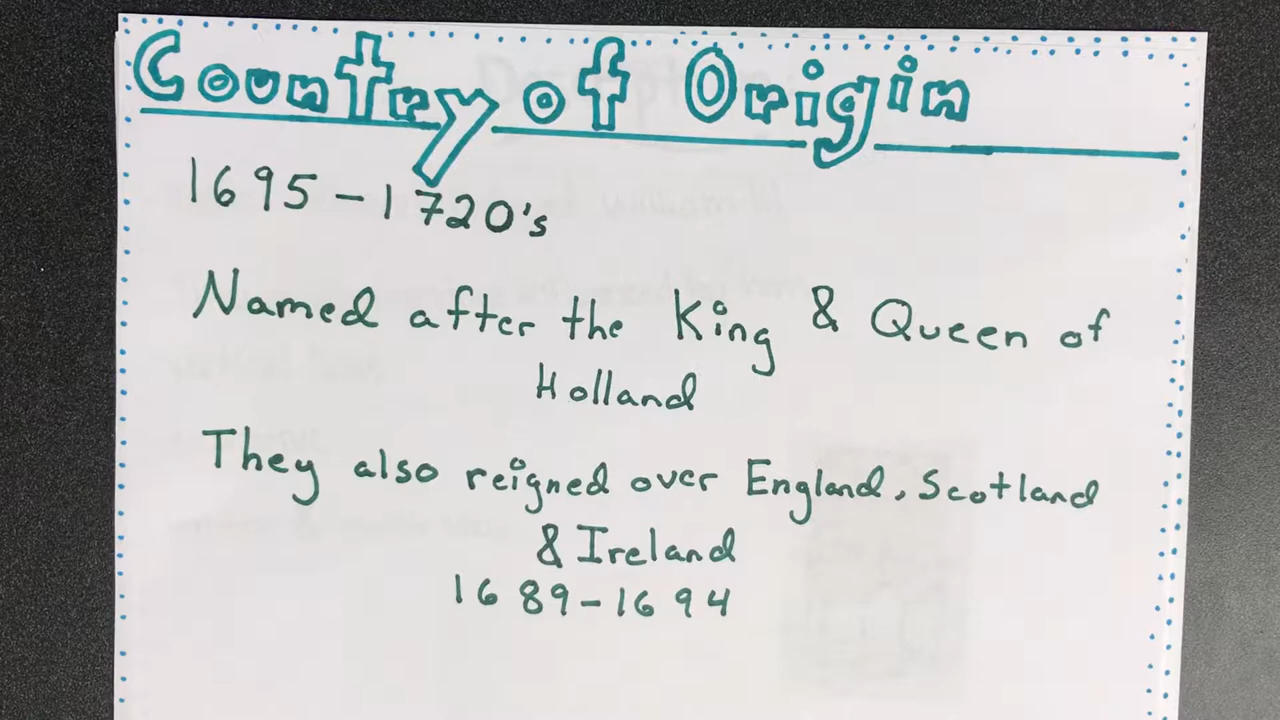 Country of Origin
1695-1720's
Named after the King & Queen of
Holland
They also reigned over England, Scotland
& Ireland
1689-1694